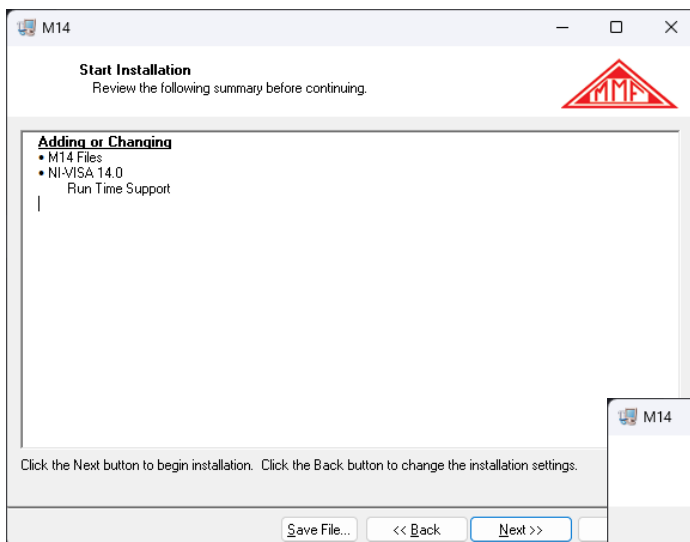 M14
Start Installation
Review the following summary before continuing.
MMF
Adding or Changing
• M14 Files
• NI-VISA 14.0
Run Time Support
Click the Next button to begin installation. Click the Back button to change the installation settings.
Save File... << Back Next >>
M14